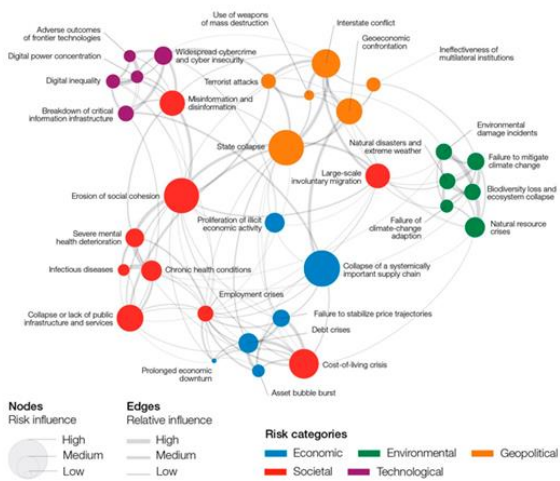 Use of weapons
of mass destruction
Interstate conflict
Adverse outcomes
of frontier technologies
Geoeconomic
confrontation
Ineffectiveness of
multilateral institutions
Digital power concentration
Widespread cybercrime
and cyber insecurity
Terrorist attacks
Digital inequality
Misinformation and
disinformation
Breakdown of critical
information infrastructure
Environmental
damage incidents
State collapse
Natural disasters and
extreme weather
Failure to mitigate
climate change
Large-scale
involuntary migration
Biodiversity loss and
ecosystem collapse
Erosion of social cohesion
Proliferation of illicit
economic activity
Failure of
climate-change
adaption
Natural resource
crises
Severe mental
health deterioration
Infectious diseases
Chronic health conditions
Collapse of a systemically
important supply chain
Employment crises
Collapse or lack of public
infrastructure and services
Failure to stabilize price trajectories
Debt crises
Prolonged economic
downturn
Cost-of-living crisis
Asset bubble burst
Nodes
Risk influence
High
Medium
Low
Edges
Relative influence
High
Medium
Low
Risk categories
Economic
Environmental
Geopolitical
Societal
Technological